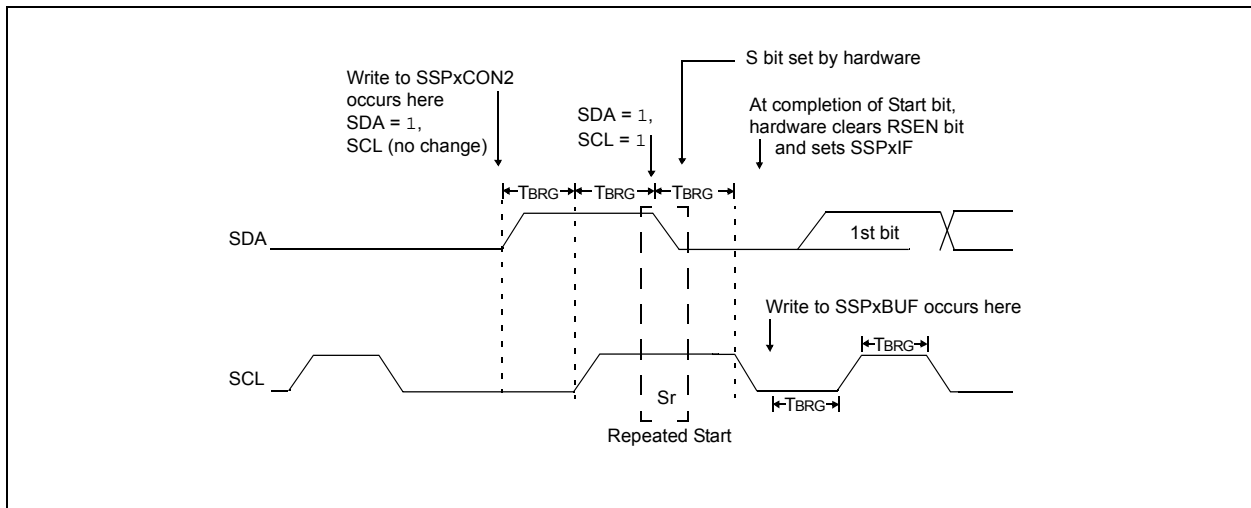 S bit set by hardware
Write to SSPxCON2
occurs here
SDA = 1,
SCL (no change)
SDA = 1,
SCL = 1
At completion of Start bit,
hardware clears RSEN bit
and sets SSPxIF
TBRG
TBRG
TBRG
SDA
1st bit
Write to SSPxBUF occurs here
TBRG
SCL
Sr
TBRG
Repeated Start